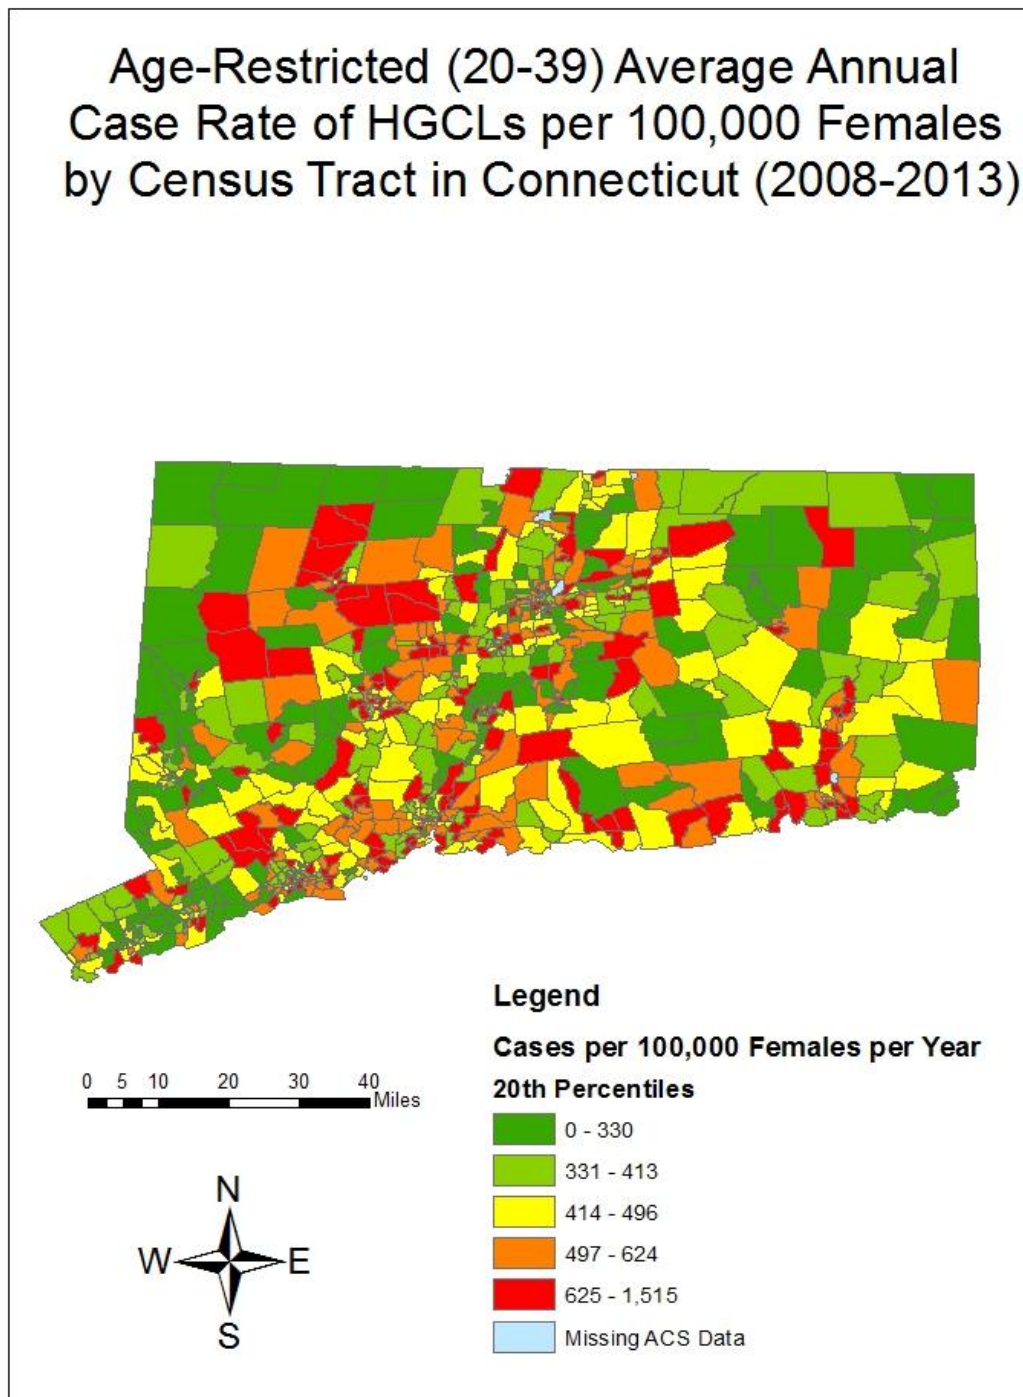 Age-Restricted (20-39) Average Annual
Case Rate of HGCLs per 100,000 Females
by Census Tract in Connecticut (2008-2013)
Legend
Cases per 100,000 Females per Year
20th Percentiles
0 - 330
331 - 413
414 - 496
497 - 624
625 - 1,515
Missing ACS Data
0 5 10 20 30 40
Miles
N
W E
S